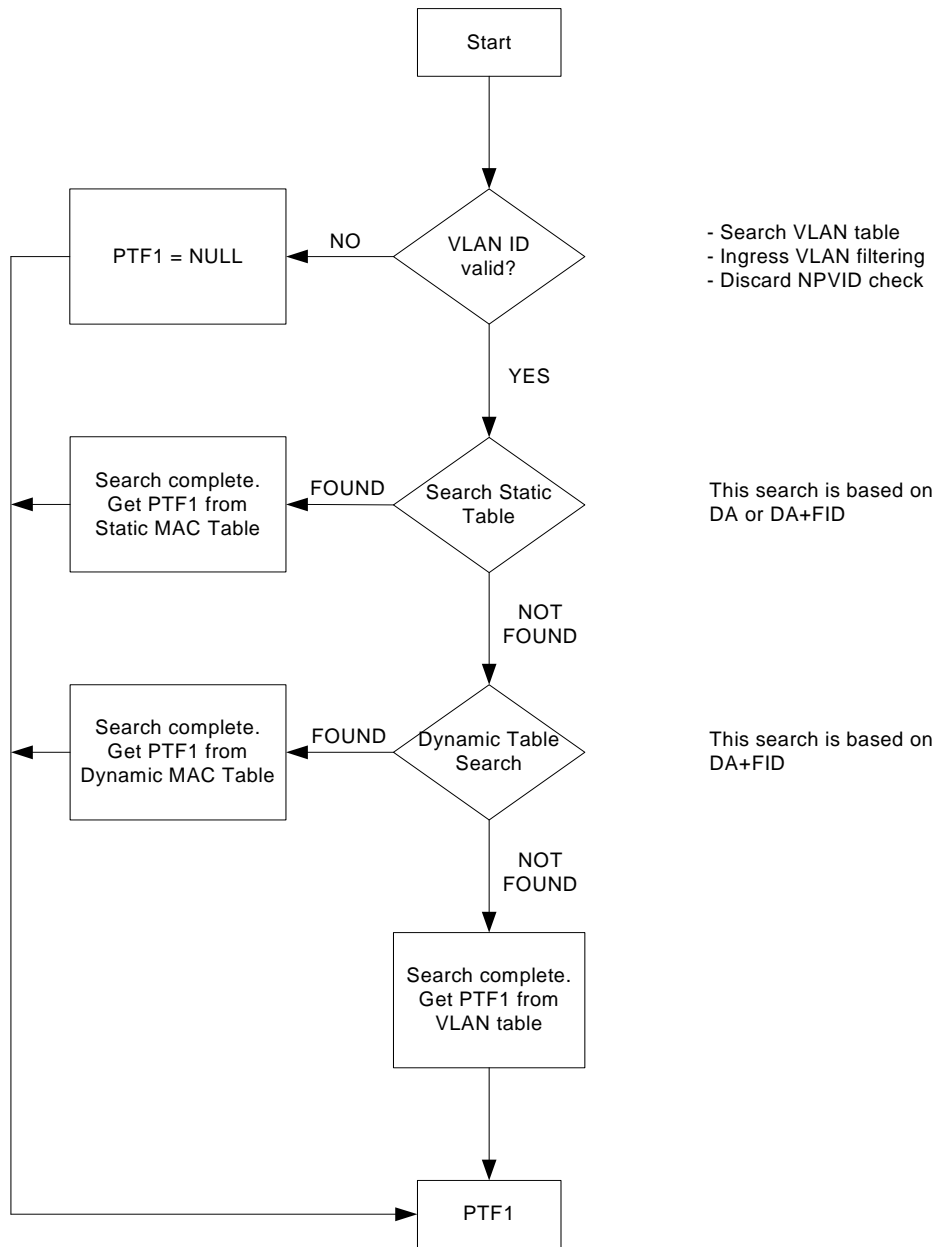 Start
NO
PTF1 = NULL
VLAN ID
valid?
- Search VLAN table
- Ingress VLAN filtering
- Discard NPVID check
YES
Search complete.
Get PTF1 from
Static MAC Table
FOUND
Search Static
Table
This search is based on
DA or DA+FID
NOT
FOUND
Search complete.
Get PTF1 from
Dynamic MAC Table
FOUND
Dynamic Table
Search
This search is based on
DA+FID
NOT
FOUND
Search complete.
Get PTF1 from
VLAN table
PTF1